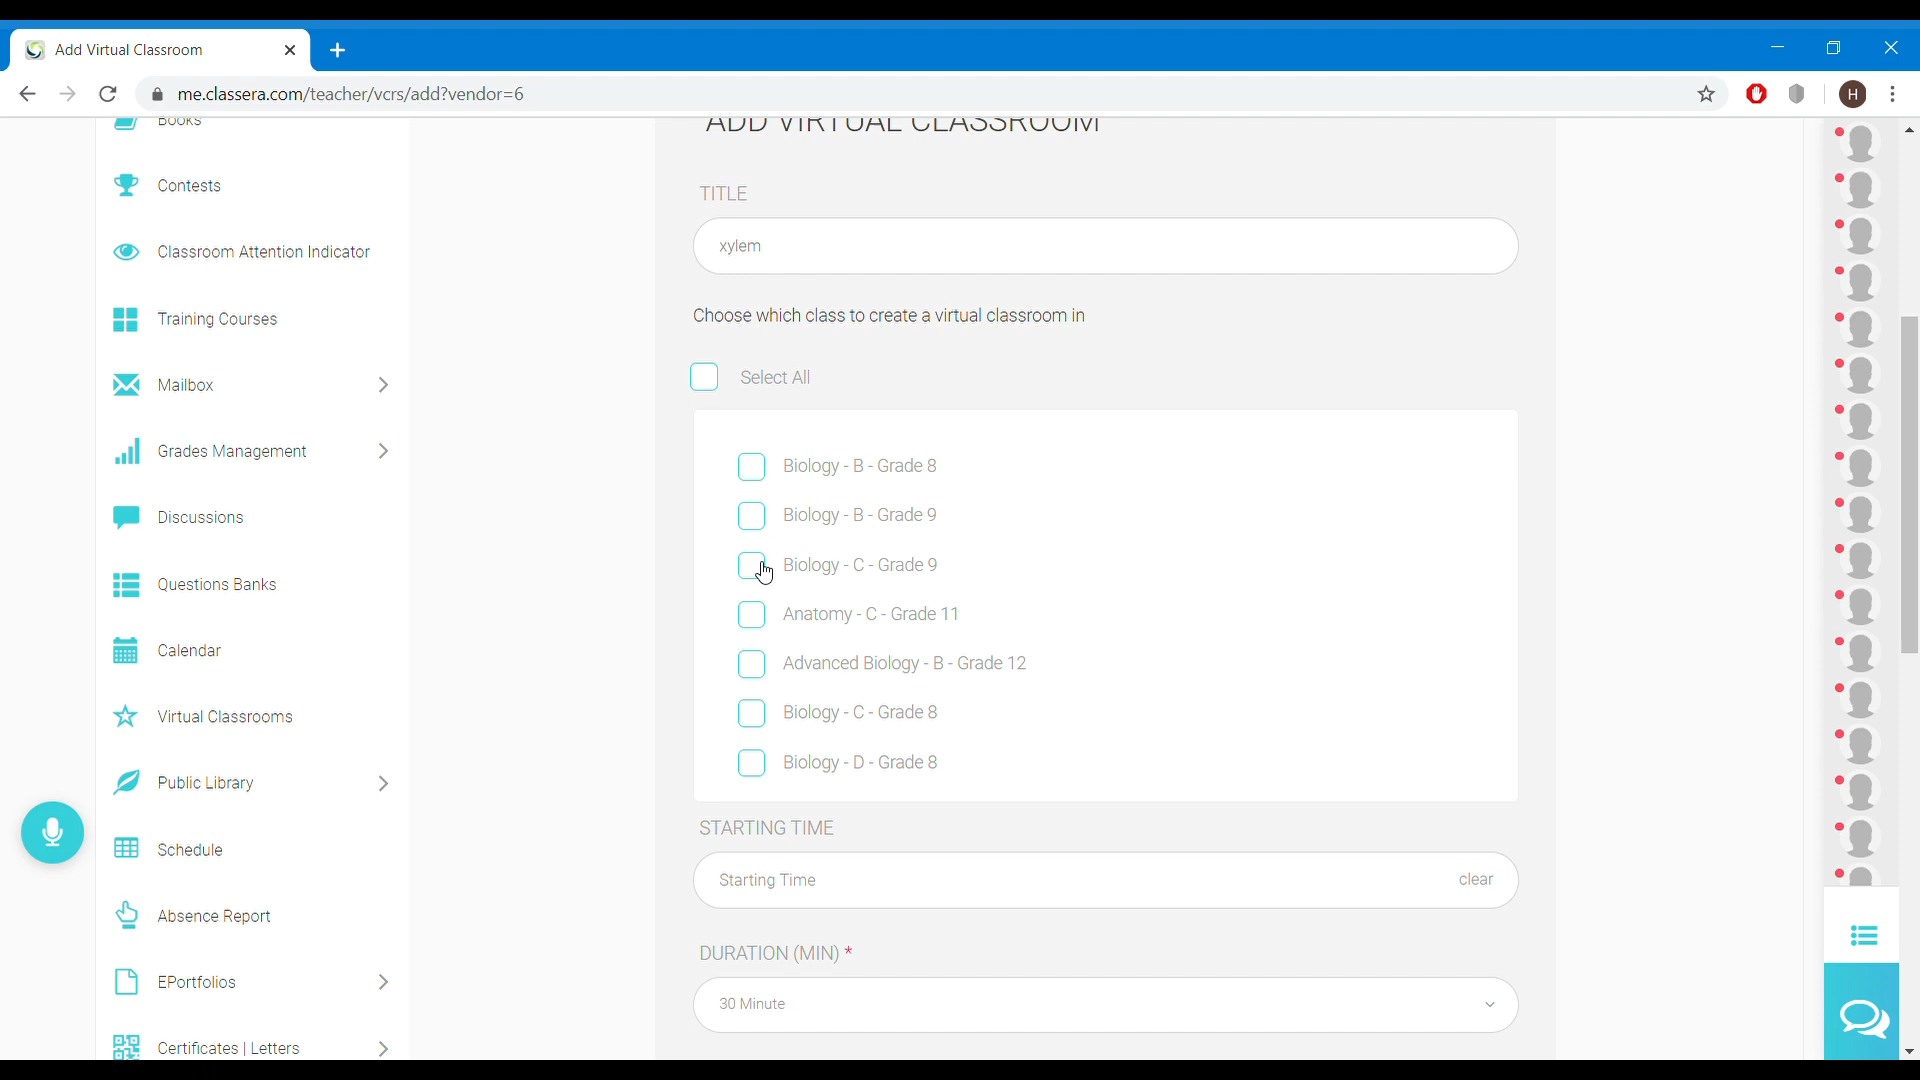 Add Virtual Classroom
me.classera.com/teacher/vcrs/add?vendor=6
H
Books
Contests
Classroom Attention Indicator
Training Courses
Mailbox
Grades Management
Discussions
Questions Banks
Calendar
Virtual Classrooms
Public Library
Schedule
Absence Report
EPortfolios
Certificates | Letters
ADD VIRTUAL CLASSROOM
TITLE
xylem
Choose which class to create a virtual classroom in
Select All
Biology - B - Grade 8
Biology - B - Grade 9
Biology - C - Grade 9
Anatomy - C - Grade 11
Advanced Biology - B - Grade 12
Biology - C - Grade 8
Biology - D - Grade 8
STARTING TIME
Starting Time clear
DURATION (MIN) *
30 Minute